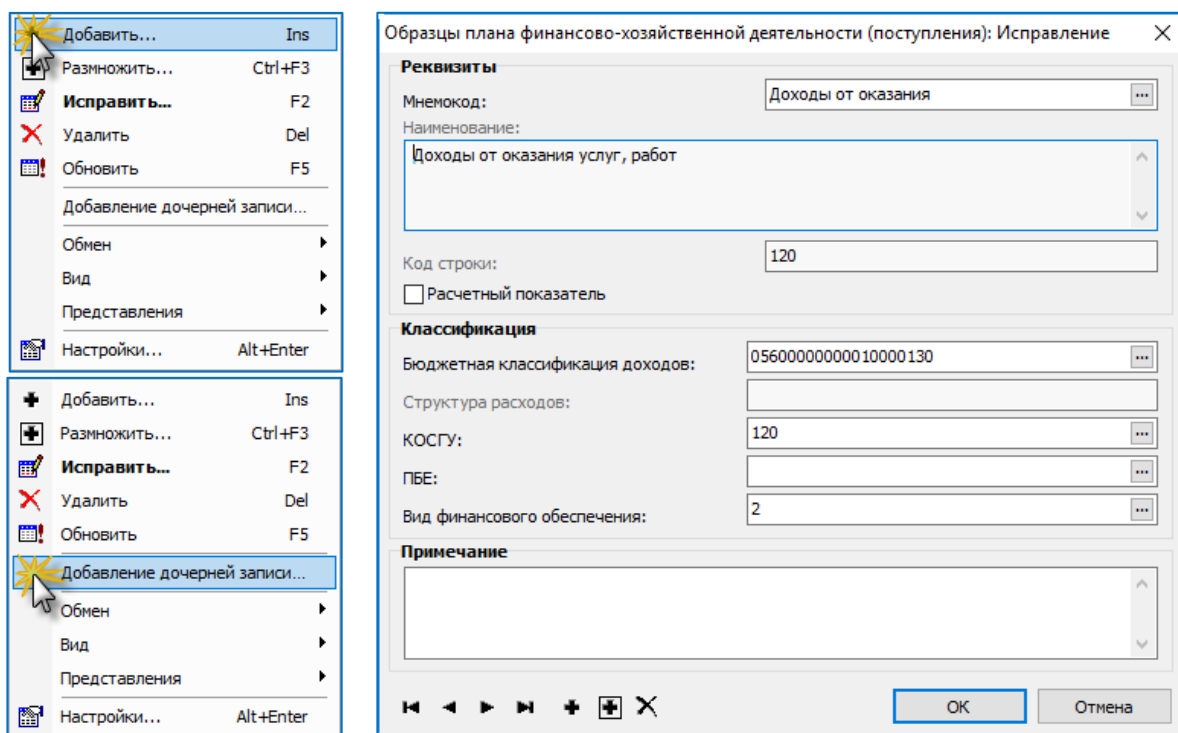 Добавить... Ins
Размножить... Ctrl+F3
Исправить... F2
Удалить Del
Обновить F5
Добавление дочерней записи...
Обмен
Вид
Представления
Настройки... Alt+Enter
Добавить... Ins
Размножить... Ctrl+F3
Исправить... F2
Удалить Del
Обновить F5
Добавление дочерней записи...
Обмен
Вид
Представления
Настройки... Alt+Enter
Образцы плана финансово-хозяйственной деятельности (поступления): Исправление
Реквизиты
Мнемокод: Доходы от оказания ...
Наименование:
Доходы от оказания услуг, работ
Код строки: 120
Расчетный показатель
Классификация
Бюджетная классификация доходов: 05600000000010000130 ...
Структура расходов:
КОСГУ: 120 ...
ПБЕ: ...
Вид финансового обеспечения: 2 ...
Примечание
OK Отмена